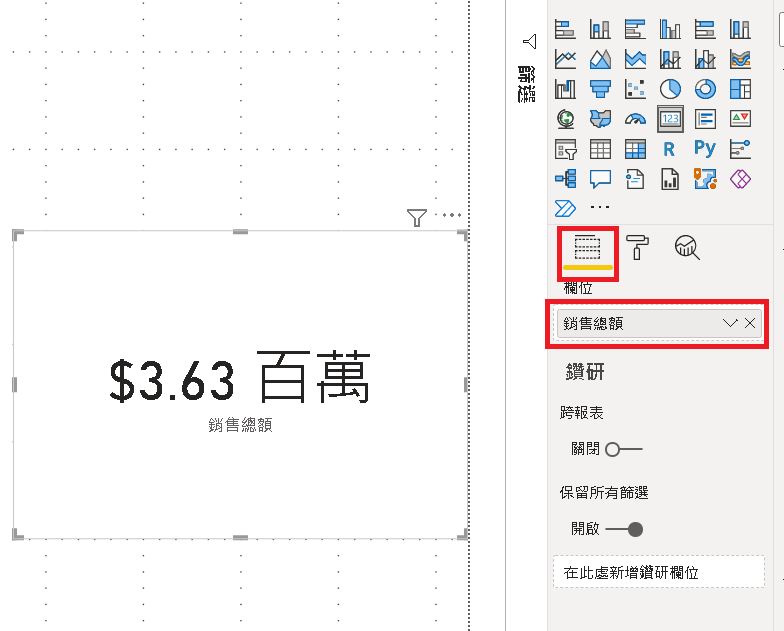 篩選
123
R
Py
$3.63 百萬
銷售總額
欄位
銷售總額
鑽研
跨報表
關閉
保留所有篩選
開啟
在此處新增鑽研欄位